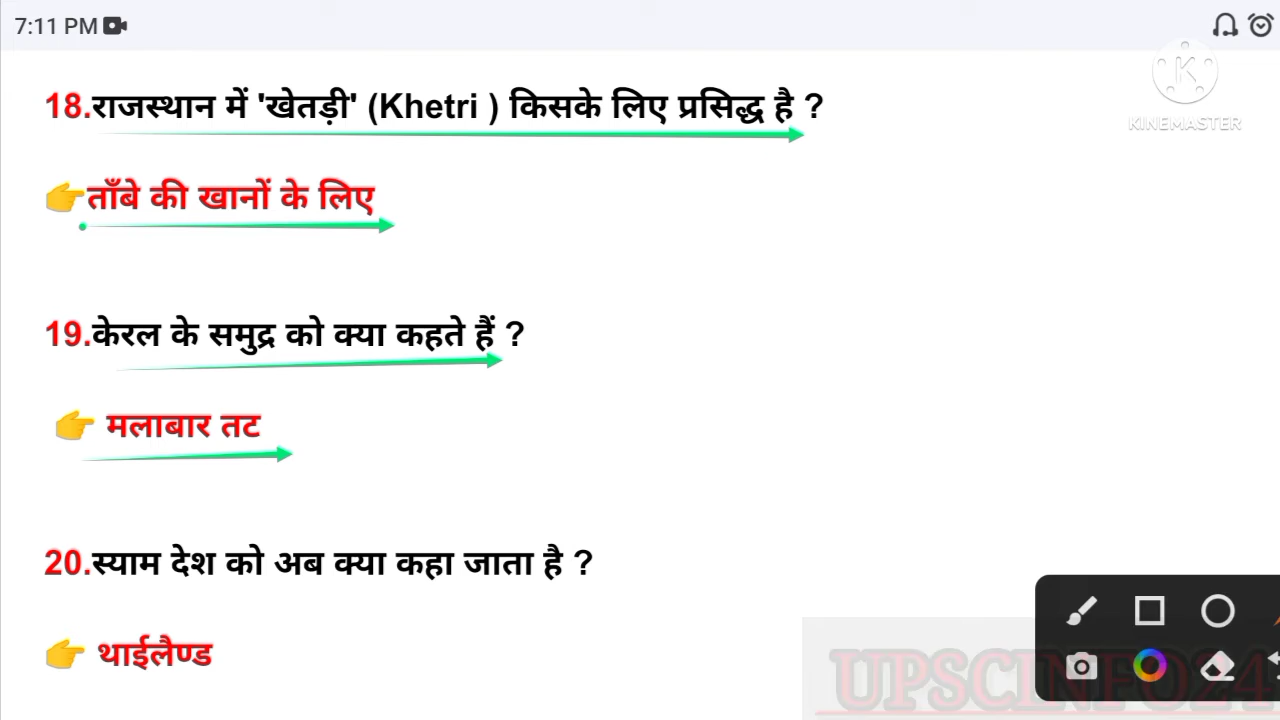 7:11 PM
KINEMASTER
18.राजस्थान में 'खेतड़ी' (Khetri ) किसके लिए प्रसिद्ध है ?
👉ताँबे की खानों के लिए
19.केरल के समुद्र को क्या कहते हैं ?
👉 मलाबार तट
20.स्याम देश को अब क्या कहा जाता है ?
👉 थाईलैण्ड
UPSCINFO24